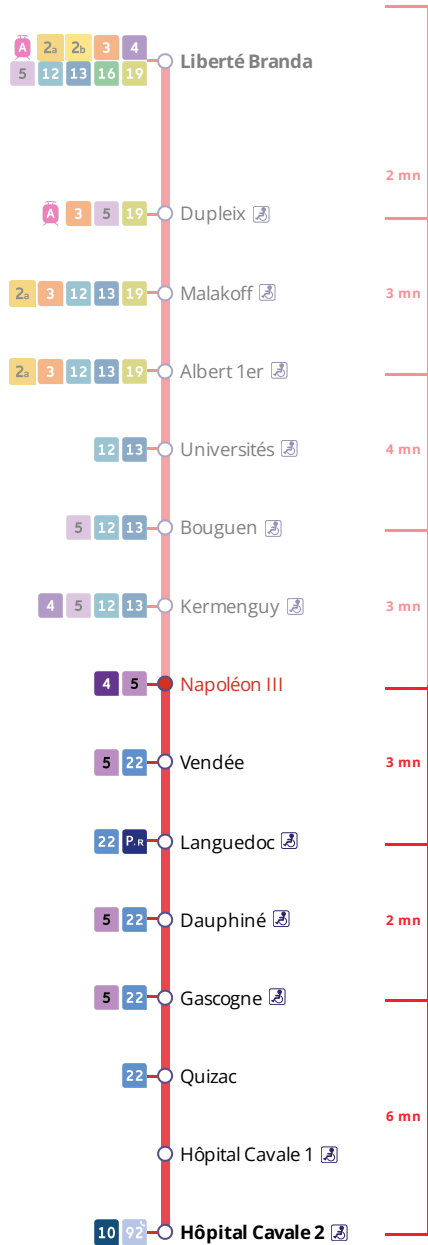 A 2a 2b 3 4
5 12 13 16 19
Liberté Branda
2 mn
A 3 5 19 Dupleix
2a 3 12 13 19 Malakoff 3 mn
2a 3 12 13 19 Albert 1er
12 13 Universités 4 mn
5 12 13 Bouguen
4 5 12 13 Kermenguy 3 mn
4 5 Napoléon III
5 22 Vendée 3 mn
22 P.R Languedoc
5 22 Dauphiné 2 mn
5 22 Gascogne
22 Quizac
6 mn
Hôpital Cavale 1
10 92 Hôpital Cavale 2